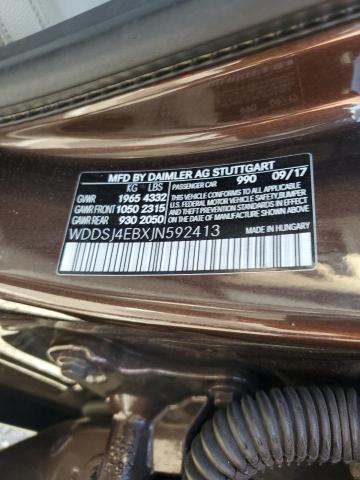 MFG BY DAIMLER AG STUTTGART
PASSENGER CAR 990 09/17
KG LBS
GVWR 1965 4332
GAWR FRONT 1050 2315
GAWR REAR 930 2050
THIS VEHICLE CONFORMS TO ALL
APPLICABLE U.S. FEDERAL MOTOR
VEHICLE SAFETY, BUMPER,
AND THEFT PREVENTION STANDARDS
IN EFFECT ON THE DATE OF
MANUFACTURE SHOWN ABOVE.
WDDSJ4EBXJN592413
MADE IN
HUNGARY